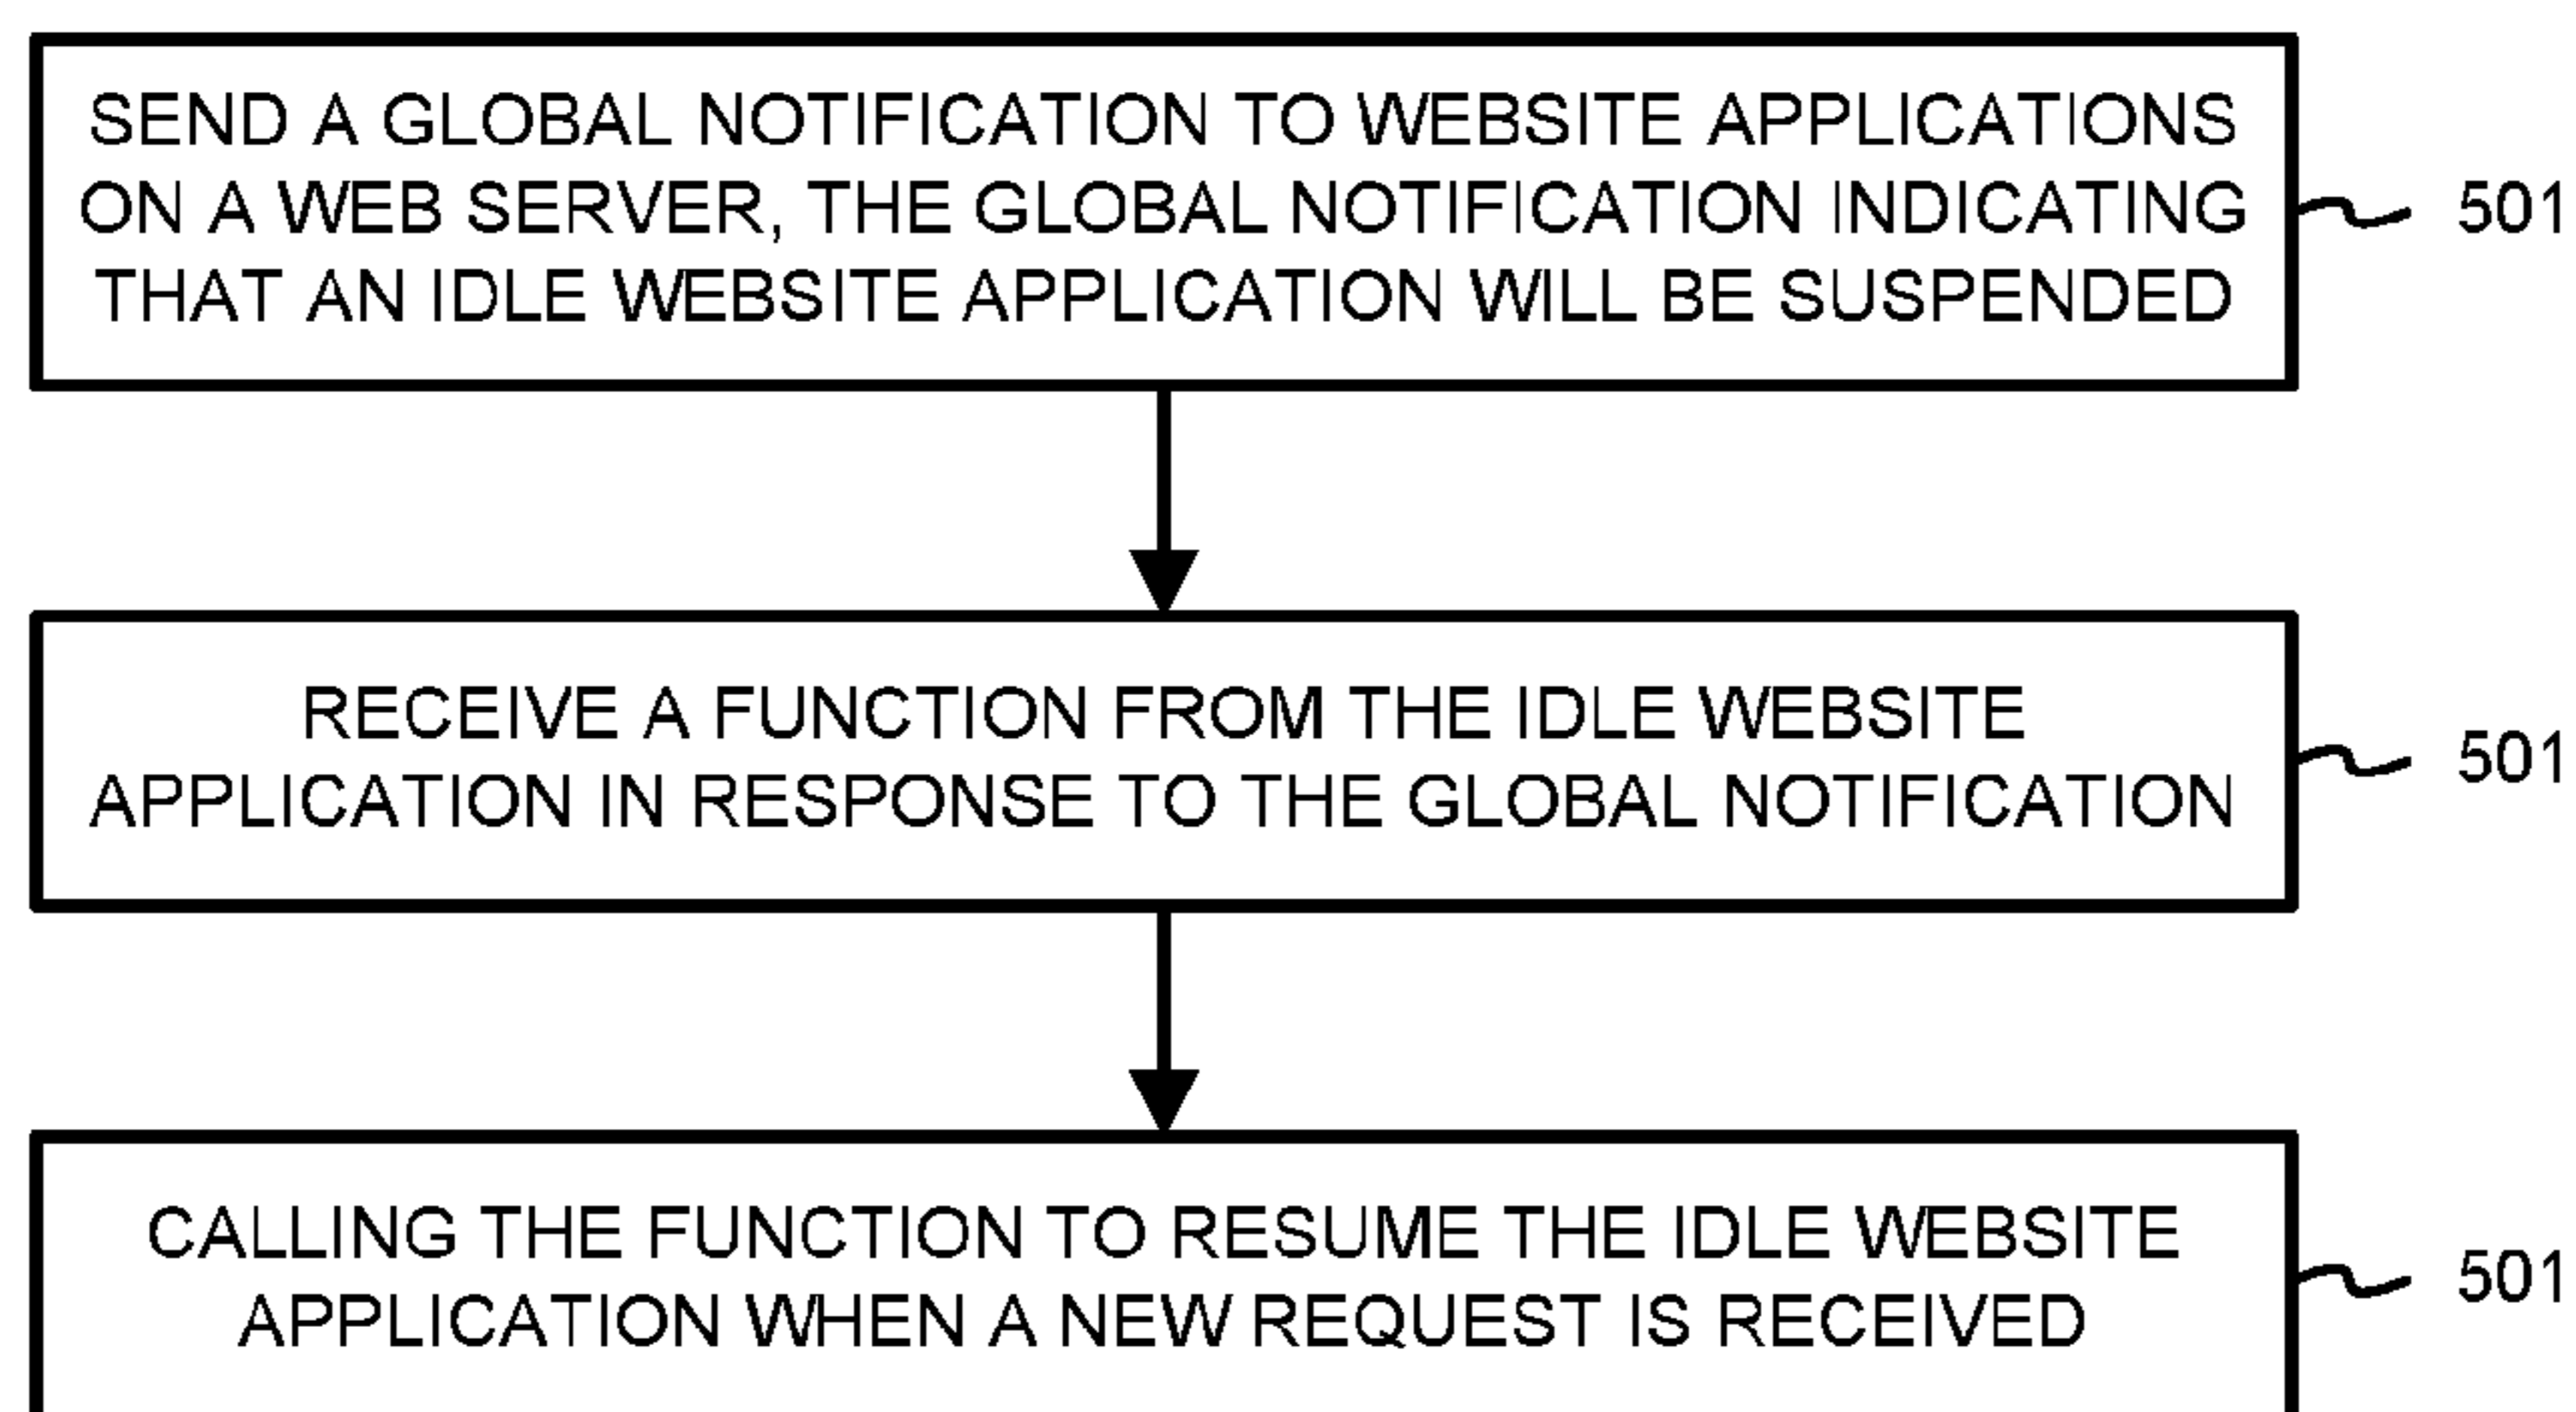 SEND A GLOBAL NOTIFICATION TO WEBSITE APPLICATIONS
ON A WEB SERVER, THE GLOBAL NOTIFICATION INDICATING
THAT AN IDLE WEBSITE APPLICATION WILL BE SUSPENDED
501
RECEIVE A FUNCTION FROM THE IDLE WEBSITE
APPLICATION IN RESPONSE TO THE GLOBAL NOTIFICATION
501
CALLING THE FUNCTION TO RESUME THE IDLE WEBSITE
APPLICATION WHEN A NEW REQUEST IS RECEIVED
501